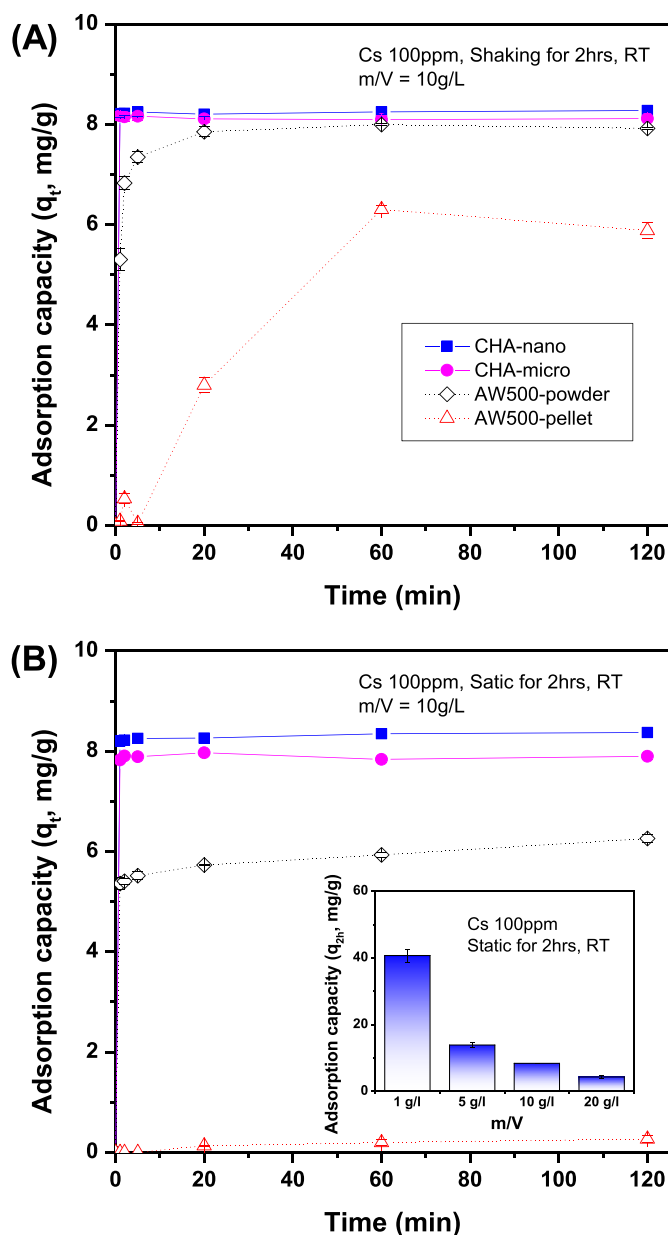 (A)
Cs 100ppm, Shaking for 2hrs, RT
m/V = 10g/L
Adsorption capacity (qt, mg/g)
10
8
6
4
2
0
CHA-nano
CHA-micro
AW500-powder
AW500-pellet
0 20 40 60 80 100 120
Time (min)
(B)
Cs 100ppm, Satic for 2hrs, RT
m/V = 10g/L
Adsorption capacity (qt, mg/g)
10
8
6
4
2
0
Adsorption capacity (q2h, mg/g)
60
40
20
0
Cs 100ppm
Static for 2hrs, RT
1 g/l 5 g/l 10 g/l 20 g/l
m/V
0 20 40 60 80 100 120
Time (min)